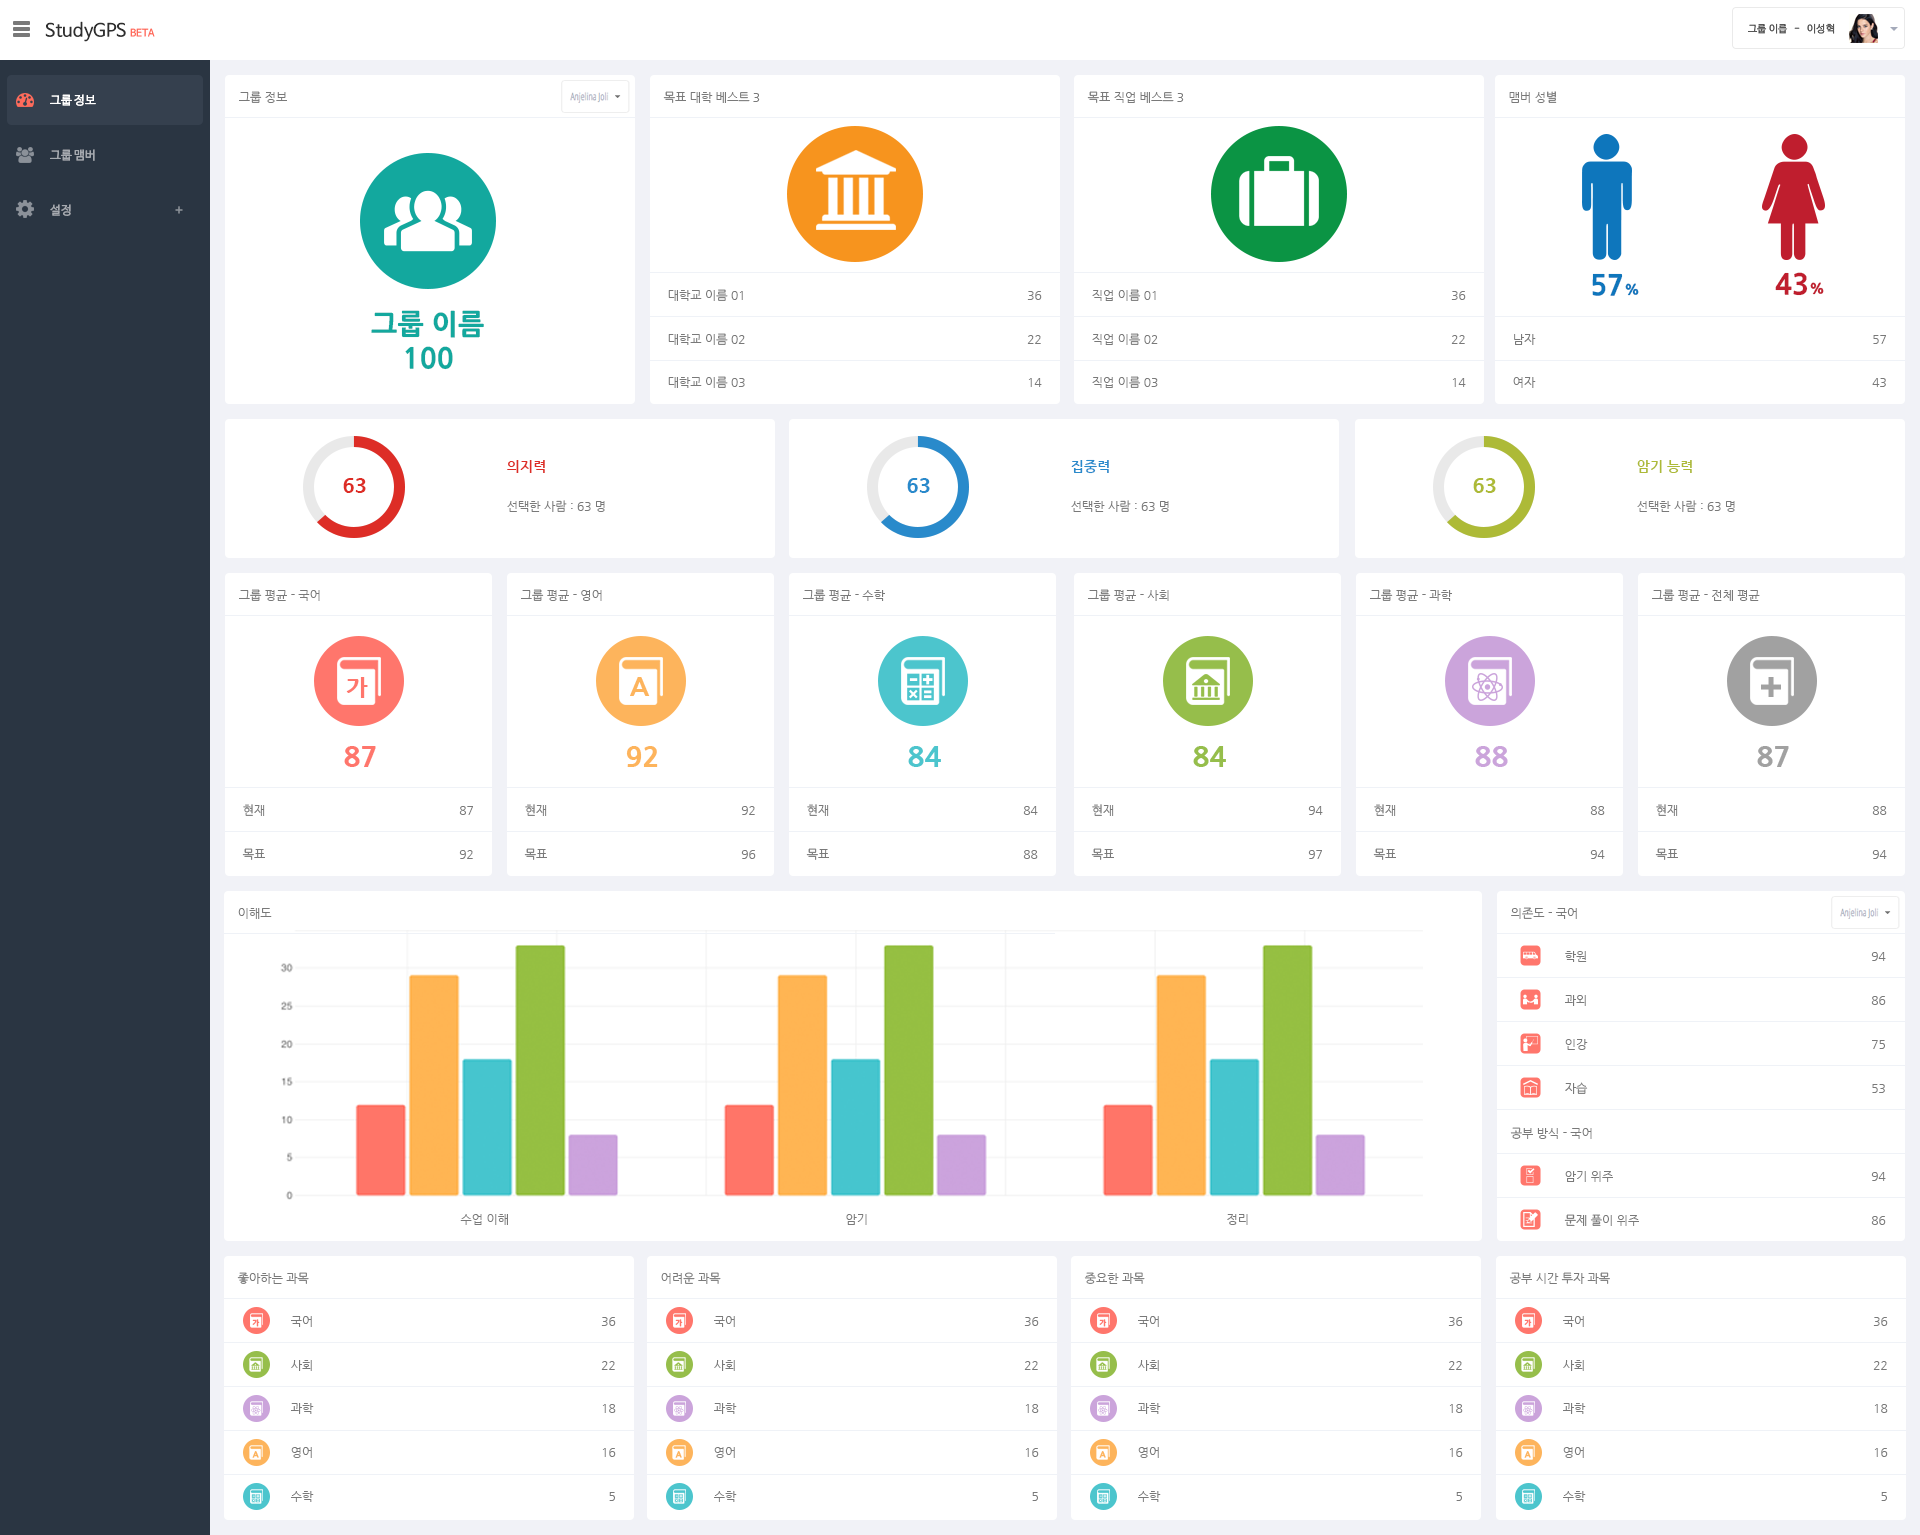 StudyGPS BETA
그룹 이름 - 이성혁
그룹 정보
그룹 멤버
설정 +
그룹 정보
Anjelina Joli
그룹 이름
100
목표 대학 베스트 3
대학교 이름 01 36
대학교 이름 02 22
대학교 이름 03 14
목표 직업 베스트 3
직업 이름 01 36
직업 이름 02 22
직업 이름 03 14
맴버 성별
57%
43%
남자 57
여자 43
63
의지력
선택한 사람 : 63 명
63
집중력
선택한 사람 : 63 명
63
암기 능력
선택한 사람 : 63 명
그룹 평균 - 국어
가
87
현재 87
목표 92
그룹 평균 - 영어
A
92
현재 92
목표 96
그룹 평균 - 수학
84
현재 84
목표 88
그룹 평균 - 사회
84
현재 94
목표 97
그룹 평균 - 과학
88
현재 88
목표 94
그룹 평균 - 전체 평균
87
현재 88
목표 94
이해도
30
25
20
15
10
5
0
수업 이해
암기
정리
의존도 - 국어
Anjelina Joli
학원 94
과외 86
인강 75
자습 53
공부 방식 - 국어
암기 위주 94
문제 풀이 위주 86
좋아하는 과목
가 국어 36
사회 22
과학 18
A 영어 16
수학 5
어려운 과목
가 국어 36
사회 22
과학 18
A 영어 16
수학 5
중요한 과목
가 국어 36
사회 22
과학 18
A 영어 16
수학 5
공부 시간 투자 과목
가 국어 36
사회 22
과학 18
A 영어 16
수학 5